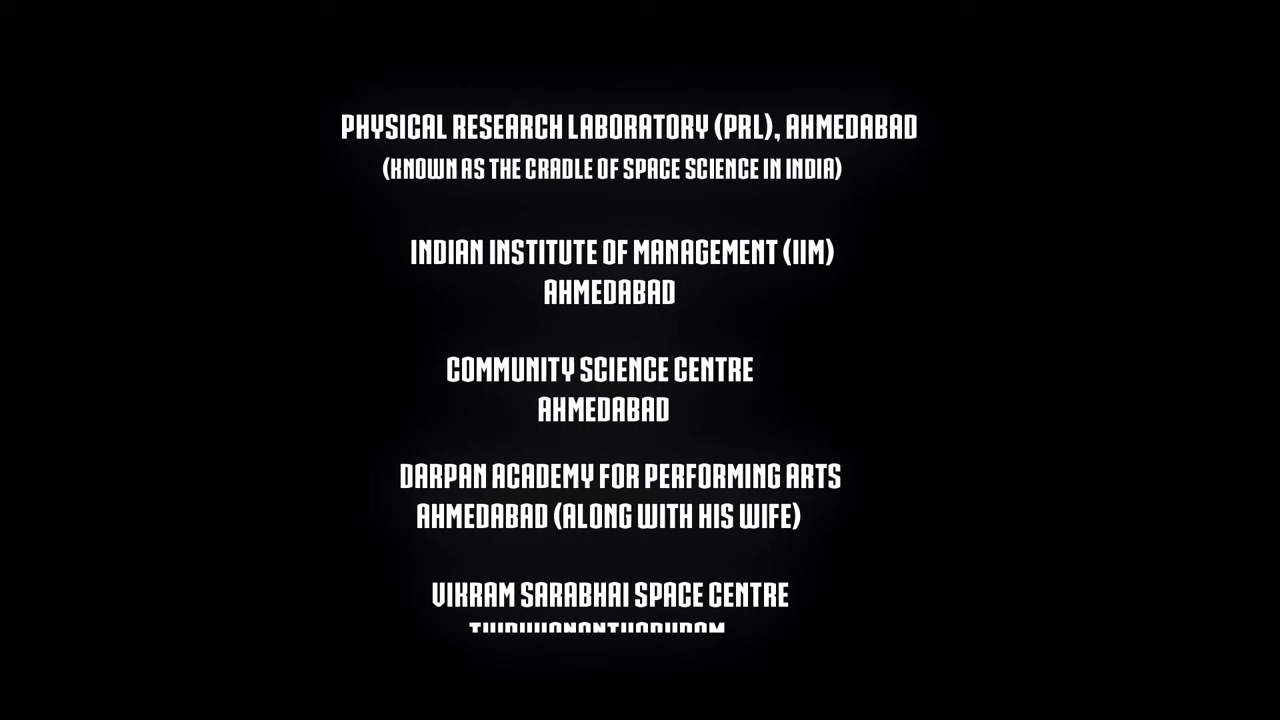 PHYSICAL RESEARCH LABORATORY (PRL), AHMEDABAD
(KNOWN AS THE CRADLE OF SPACE SCIENCE IN INDIA)
INDIAN INSTITUTE OF MANAGEMENT (IIM)
AHMEDABAD
COMMUNITY SCIENCE CENTRE
AHMEDABAD
DARPAN ACADEMY FOR PERFORMING ARTS
AHMEDABAD (ALONG WITH HIS WIFE)
VIKRAM SARABHAI SPACE CENTRE